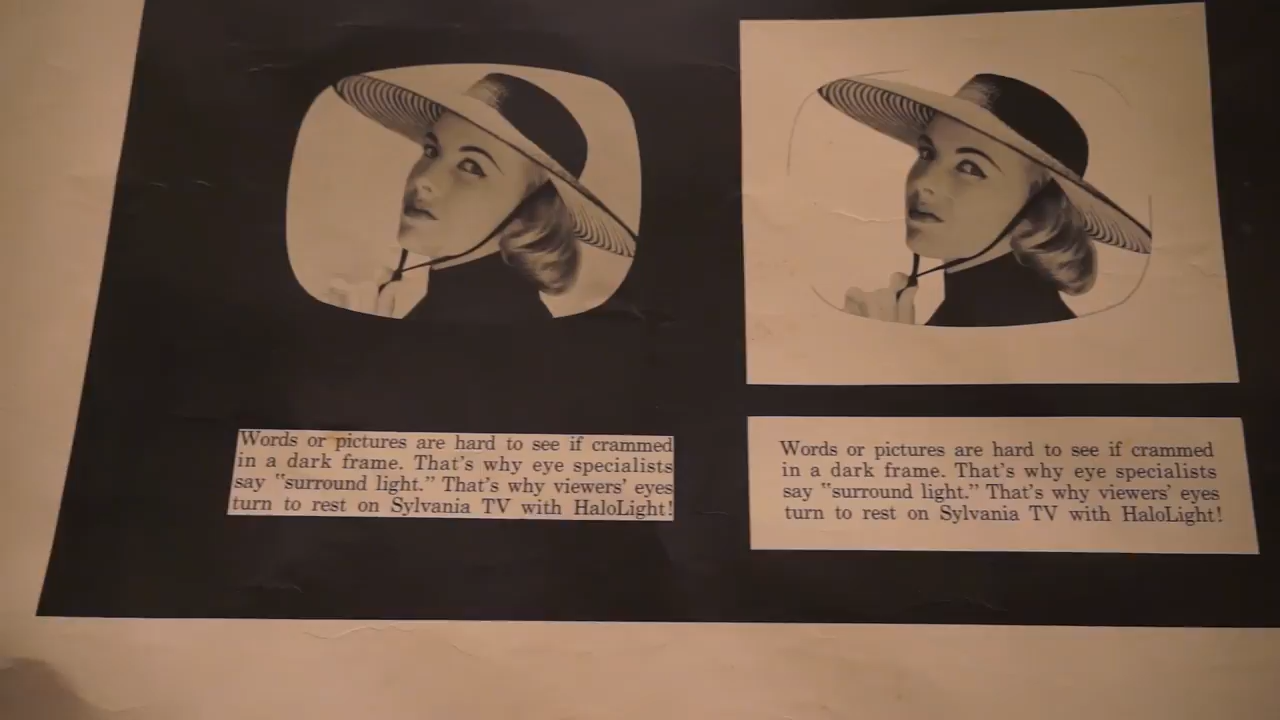 Words or pictures are hard to see if crammed
in a dark frame. That's why eye specialists
say "surround light." That's why viewers' eyes
turn to rest on Sylvania TV with HaloLight!
Words or pictures are hard to see if crammed
in a dark frame. That's why eye specialists
say "surround light." That's why viewers' eyes
turn to rest on Sylvania TV with HaloLight!